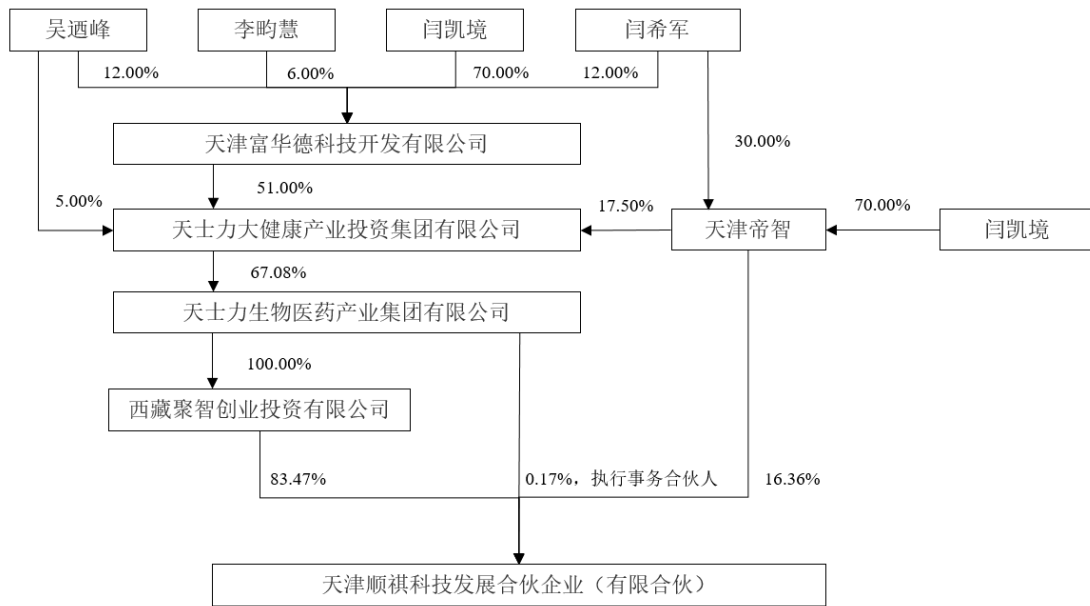 吴迺峰
李畇慧
闫凯境
闫希军
12.00%
6.00%
70.00%
12.00%
天津富华德科技开发有限公司
30.00%
51.00%
5.00%
17.50%
70.00%
天士力大健康产业投资集团有限公司
天津帝智
闫凯境
67.08%
天士力生物医药产业集团有限公司
100.00%
西藏聚智创业投资有限公司
83.47%
0.17%，执行事务合伙人
16.36%
天津顺祺科技发展合伙企业（有限合伙）